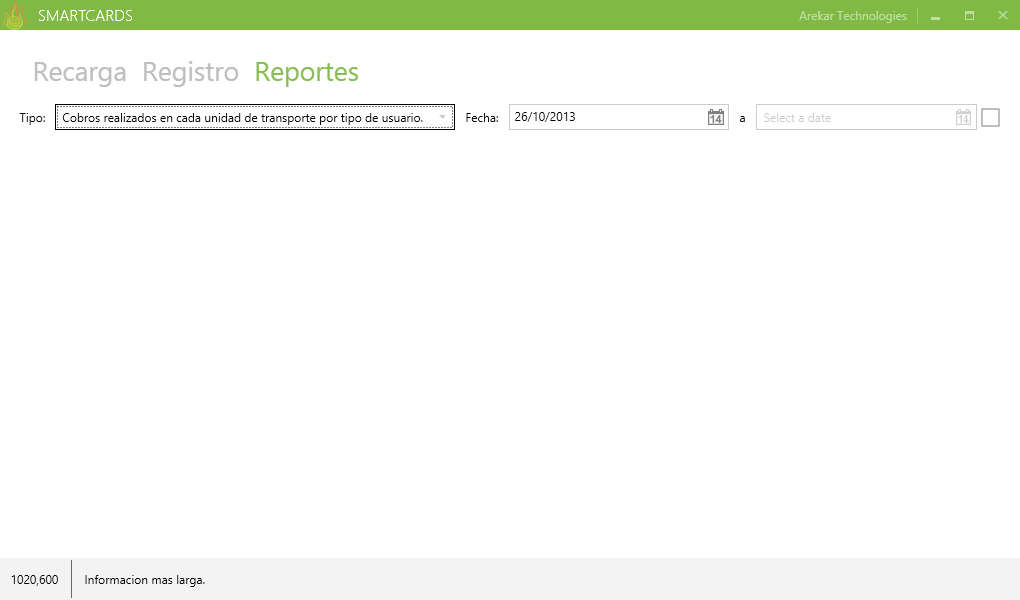 SMARTCARDS
Arekar Technologies
Recarga Registro Reportes
Tipo: Cobros realizados en cada unidad de transporte por tipo de usuario. Fecha: 26/10/2013 14 a Select a date 14
1020,600 Informacion mas larga.